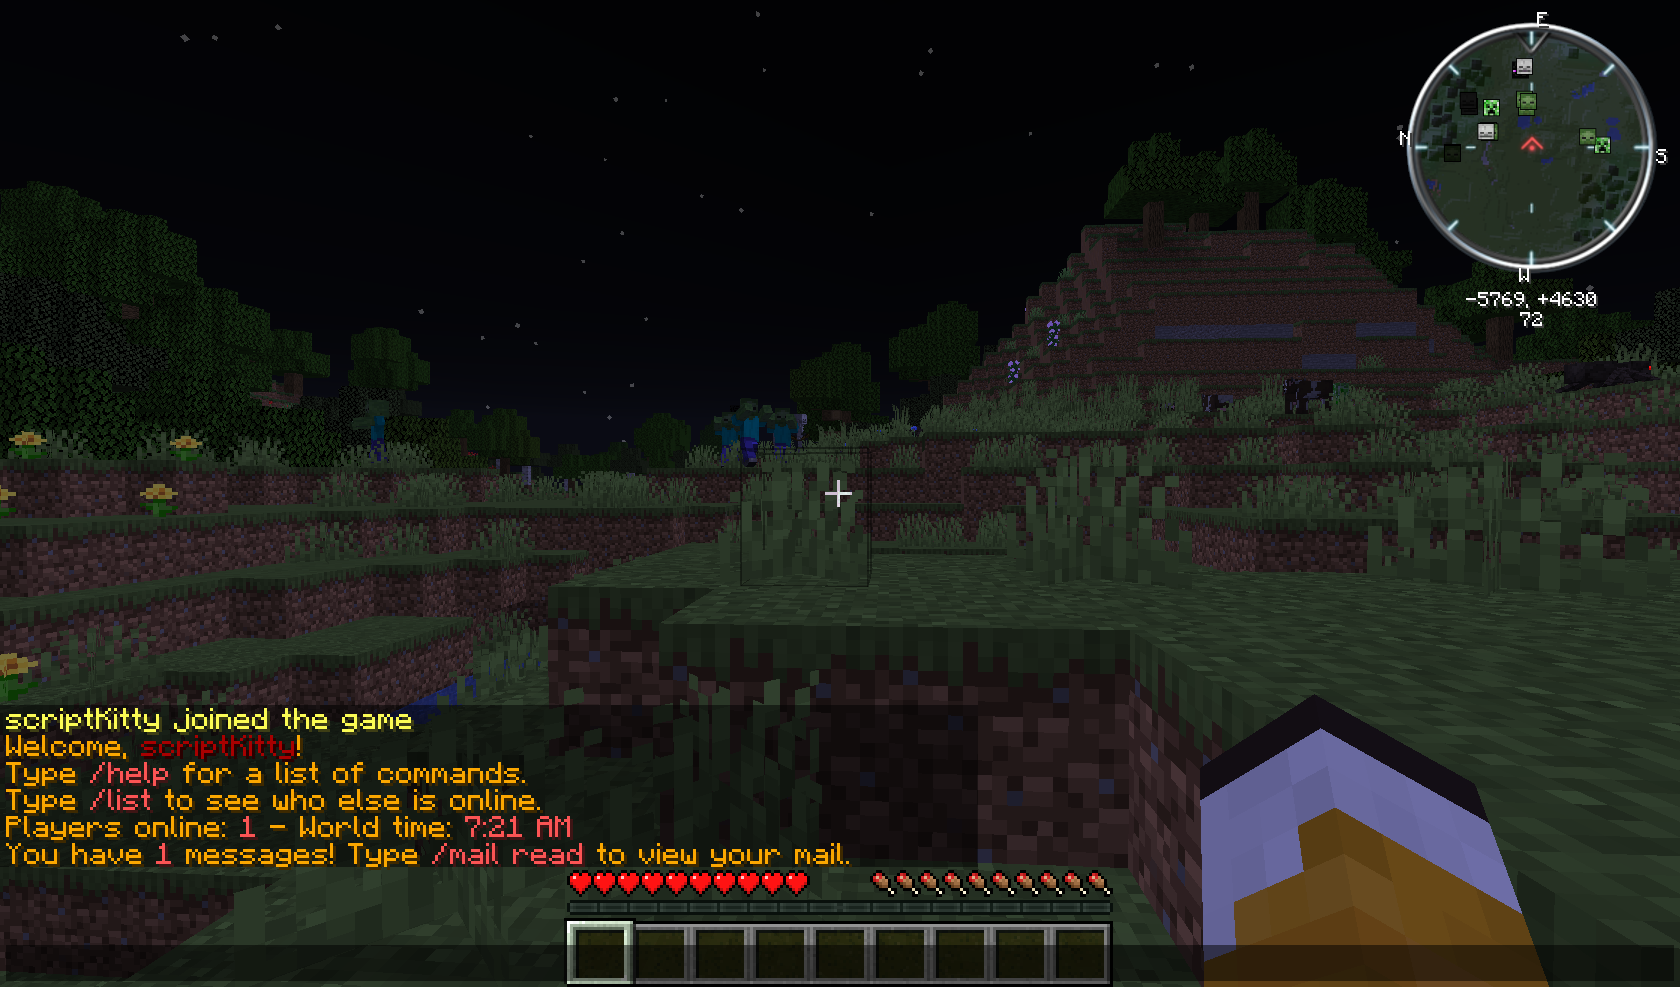 E
N
S
W
-5769, +4630
72
scriptKitty joined the game
Welcome, scriptKitty!
Type /help for a list of commands.
Type /list to see who else is online.
Players online: 1 - World time: 7:21 AM
You have 1 messages! Type /mail read to view your mail.